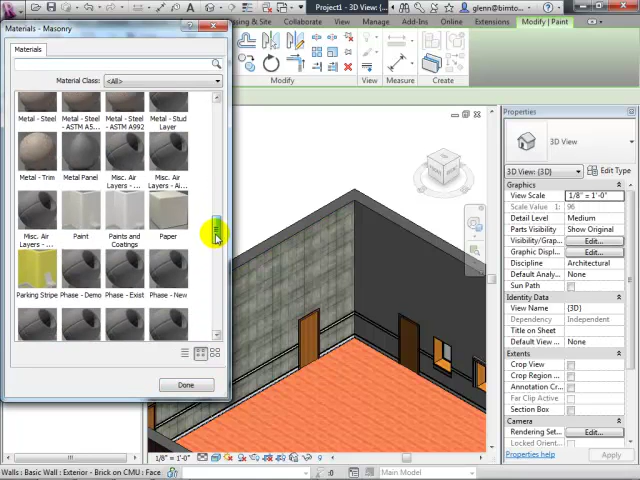 Project1 - 3D View: {
glenn@bimto...
Materials - Masonry
ng & Site
Collaborate
View
Manage
Add-Ins
Modify | Paint
Materials
Material Class:
<All>
Modify
View
Measure
Create
Metal - Steel
Metal - Steel - ASTM A5...
Metal - Steel - ASTM A992
Metal - Stud Layer
Metal - Trim
Metal Panel
Misc. Air Layers - ...
Misc. Air Layers - Ai...
Misc. Air Layers - ...
Paint
Paints and Coatings
Paper
Parking Stripe
Phase - Demo
Phase - Exist
Phase - New
Done
Properties
3D View
3D View: {3D}
Edit Type
Graphics
View Scale
1/8" = 1'-0"
Scale Value 1:
96
Detail Level
Medium
Parts Visibility
Show Original
Visibility/Grap...
Edit...
Graphic Displ...
Edit...
Discipline
Architectural
Default Analy...
None
Sun Path
Identity Data
View Name
{3D}
Dependency
Independent
Title on Sheet
Default View ...
None
Extents
Crop View
Crop Region ...
Annotation Cr...
Far Clip Active
Section Box
Camera
Rendering Set...
Edit...
Properties help
Apply
1/8" = 1'-0"
Walls : Basic Wall : Exterior - Brick on CMU : Face
:0
Main Model